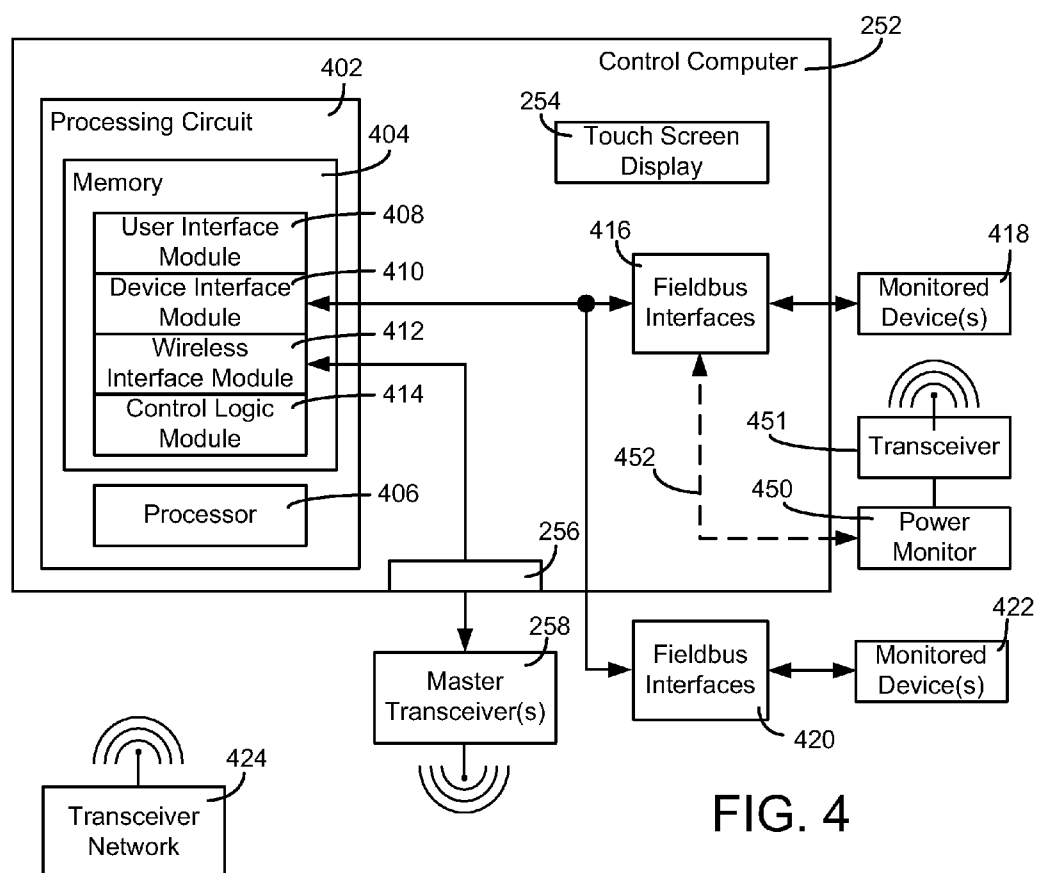 252
Control Computer
402
Processing Circuit
254
Touch Screen
Display
404
Memory
408
User Interface
Module
410
Device Interface
Module
412
Wireless
Interface Module
414
Control Logic
Module
416
Fieldbus
Interfaces
418
Monitored
Device(s)
451
Transceiver
452
450
Power
Monitor
406
Processor
256
258
Master
Transceiver(s)
Fieldbus
Interfaces
420
422
Monitored
Device(s)
424
Transceiver
Network
FIG. 4